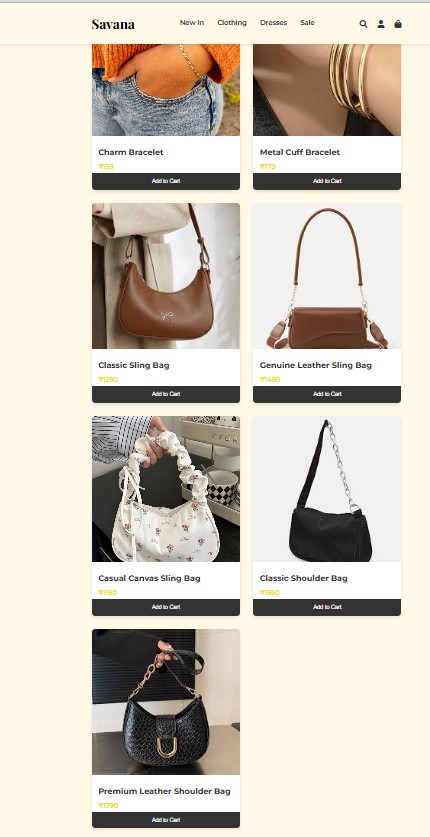 Savana
New In Clothing Dresses Sale
Charm Bracelet Metal Cuff Bracelet
₹159 ₹179
Add to Cart Add to Cart
Classic Sling Bag Genuine Leather Sling Bag
₹1290 ₹1490
Add to Cart Add to Cart
Casual Canvas Sling Bag Classic Shoulder Bag
₹1190 ₹1590
Add to Cart Add to Cart
Premium Leather Shoulder Bag
₹1790
Add to Cart